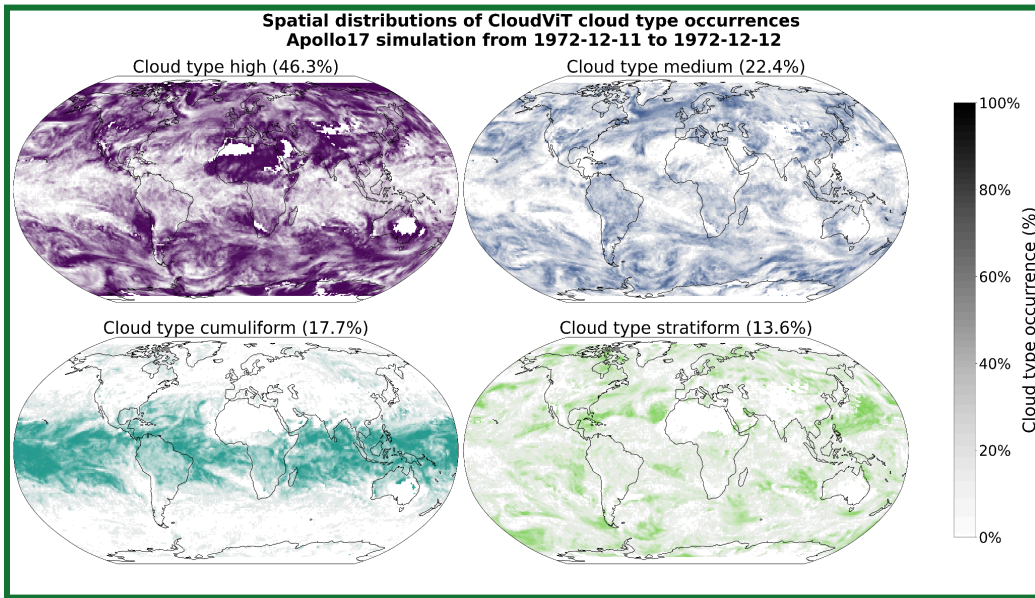 Spatial distributions of CloudViT cloud type occurrences
Apollo17 simulation from 1972-12-11 to 1972-12-12
Cloud type high (46.3%)
Cloud type medium (22.4%)
Cloud type cumuliform (17.7%)
Cloud type stratiform (13.6%)
100%
80%
60%
40%
20%
0%
Cloud type occurrence (%)